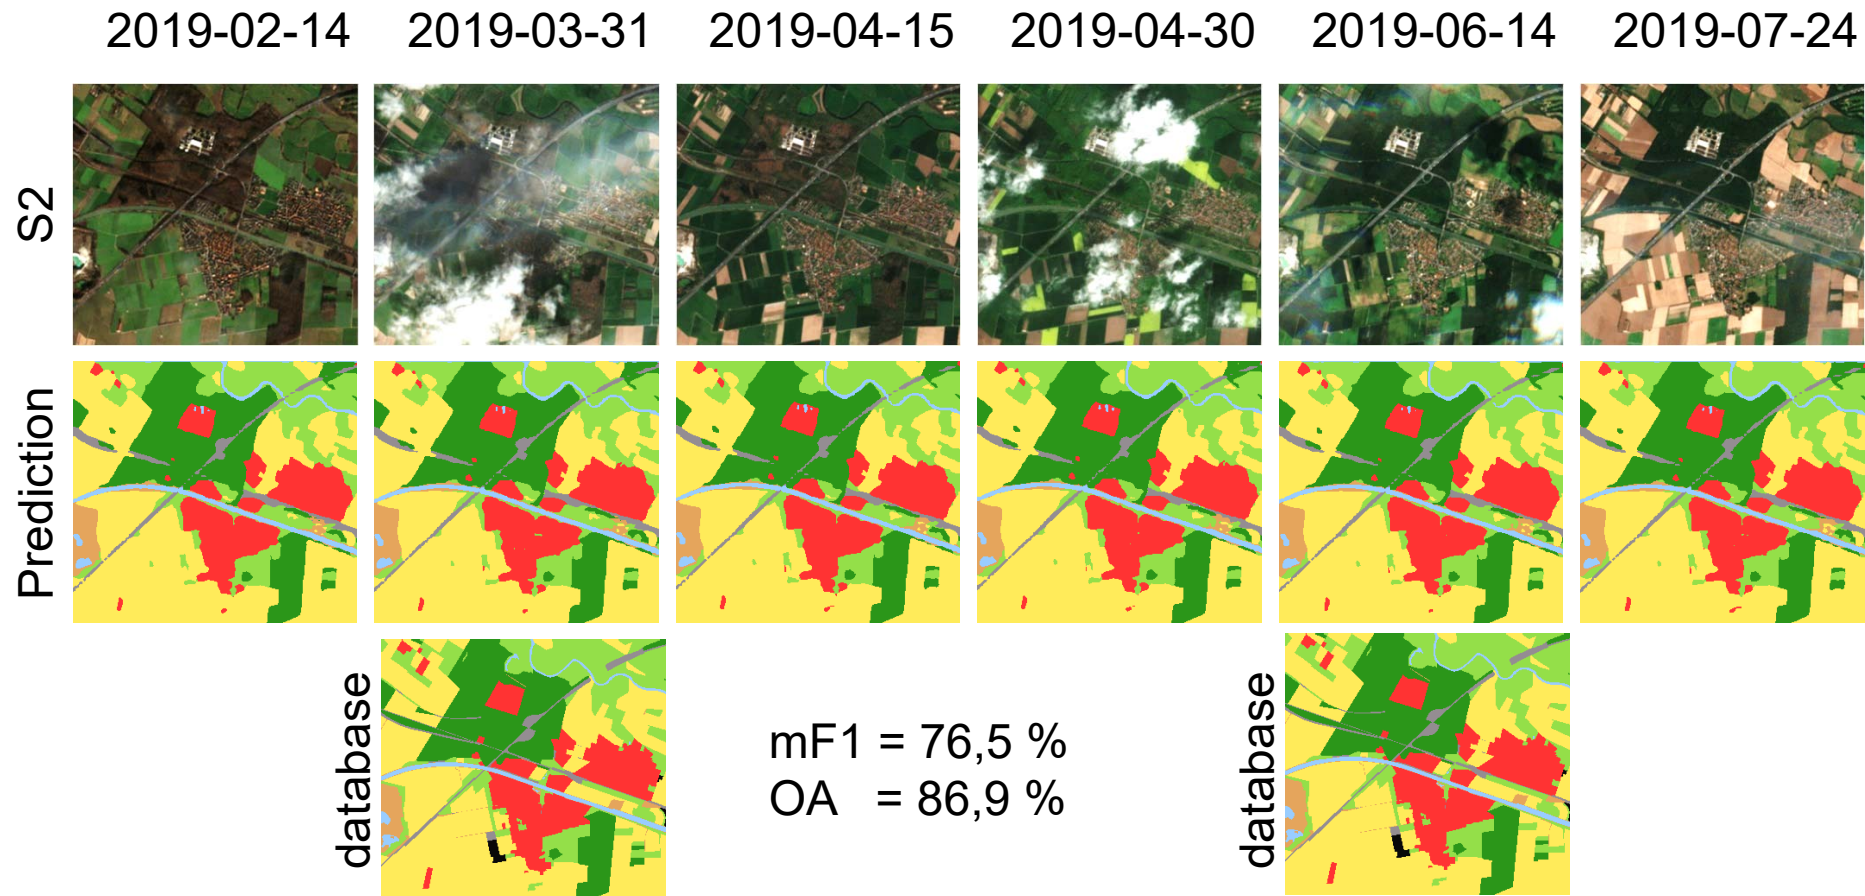 2019-02-14 2019-03-31 2019-04-15 2019-04-30 2019-06-14 2019-07-24
S2
Prediction
database
mF1 = 76,5 %
OA = 86,9 %
database